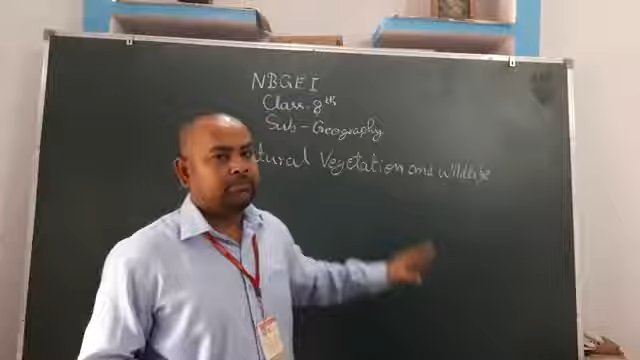 NBGEI
Class-8th
Sub-Geography
tural Vegetation and Wildlife